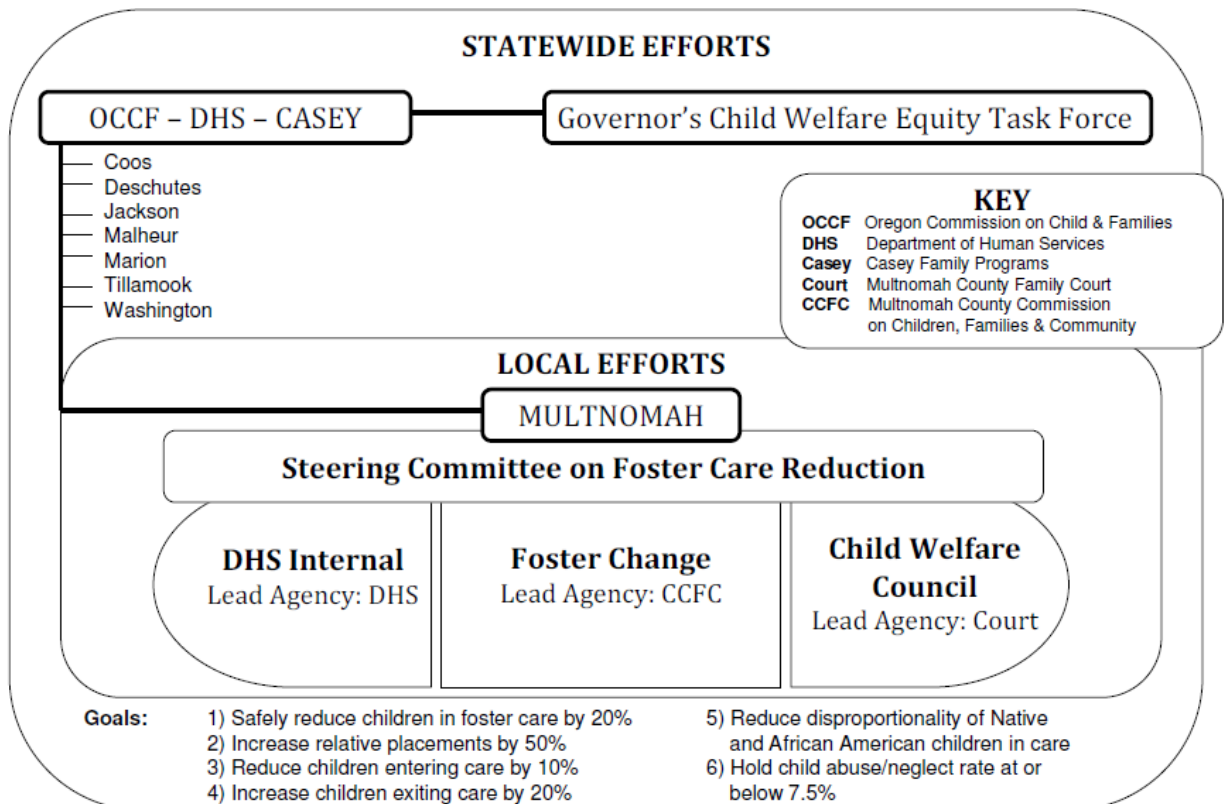 STATEWIDE EFFORTS
OCCF – DHS – CASEY
Governor's Child Welfare Equity Task Force
Coos
Deschutes
Jackson
Malheur
Marion
Tillamook
Washington
KEY
OCCF Oregon Commission on Child & Families
DHS Department of Human Services
Casey Casey Family Programs
Court Multnomah County Family Court
CCFC Multnomah County Commission
on Children, Families & Community
LOCAL EFFORTS
MULTNOMAH
Steering Committee on Foster Care Reduction
DHS Internal
Lead Agency: DHS
Foster Change
Lead Agency: CCFC
Child Welfare
Council
Lead Agency: Court
Goals:
1) Safely reduce children in foster care by 20%
2) Increase relative placements by 50%
3) Reduce children entering care by 10%
4) Increase children exiting care by 20%
5) Reduce disproportionality of Native
and African American children in care
6) Hold child abuse/neglect rate at or
below 7.5%